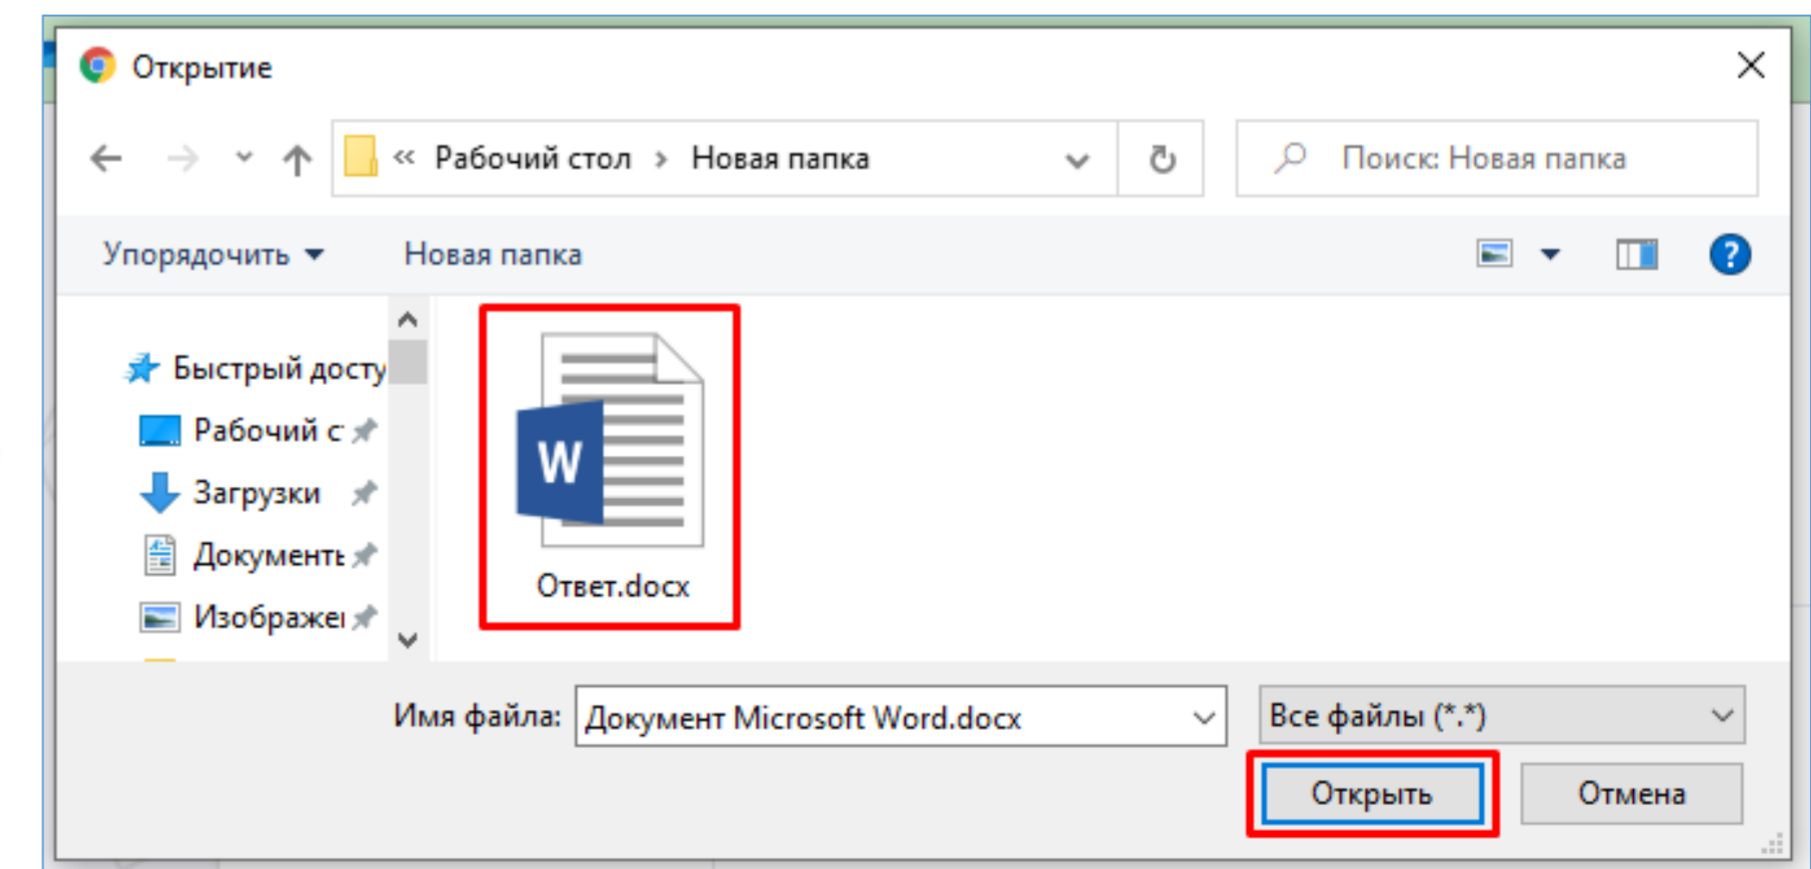 Открытие
« Рабочий стол › Новая папка
Поиск: Новая папка
Упорядочить
Новая папка
Быстрый досту
Рабочий с
Загрузки
Документы
Изображе
W
Ответ.docx
Имя файла: Документ Microsoft Word.docx
Все файлы (*.*)
Открыть
Отмена